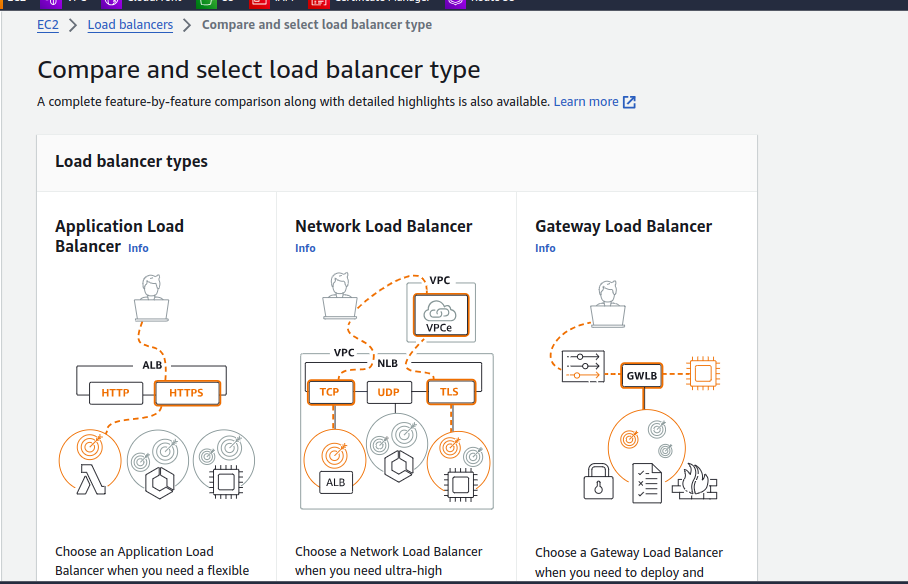 EC2 > Load balancers > Compare and select load balancer type
Compare and select load balancer type
A complete feature-by-feature comparison along with detailed highlights is also available. Learn more
Load balancer types
Application Load
Balancer Info
ALB
HTTP
HTTPS
Choose an Application Load
Balancer when you need a flexible
Network Load Balancer
Info
VPC
VPCe
VPC
NLB
TCP
UDP
TLS
ALB
Choose a Network Load Balancer
when you need ultra-high
Gateway Load Balancer
Info
GWLB
Choose a Gateway Load Balancer
when you need to deploy and